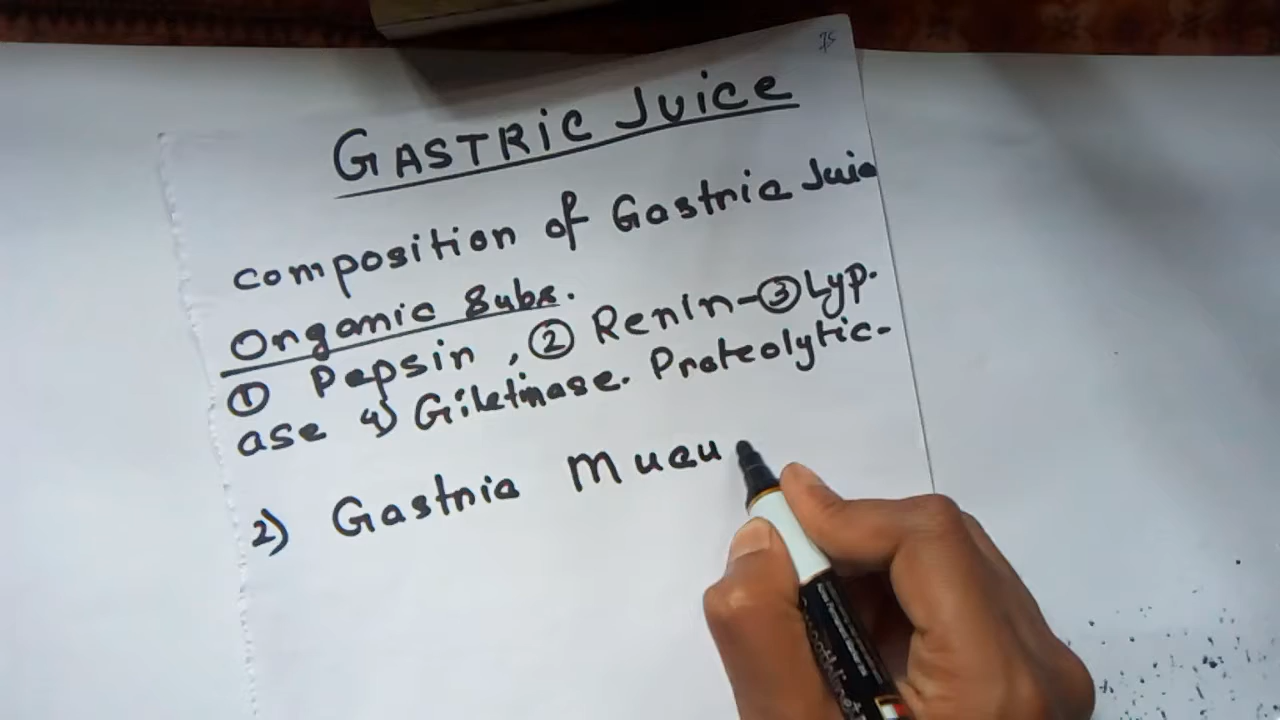 75
GASTRIC JUICE
composition of Gastric Juic
Organic Subs.
① Pepsin, ② Renin-③ Lyp.
ase 4) Giletinase. Proteolytic-
2) Gastric Mucu